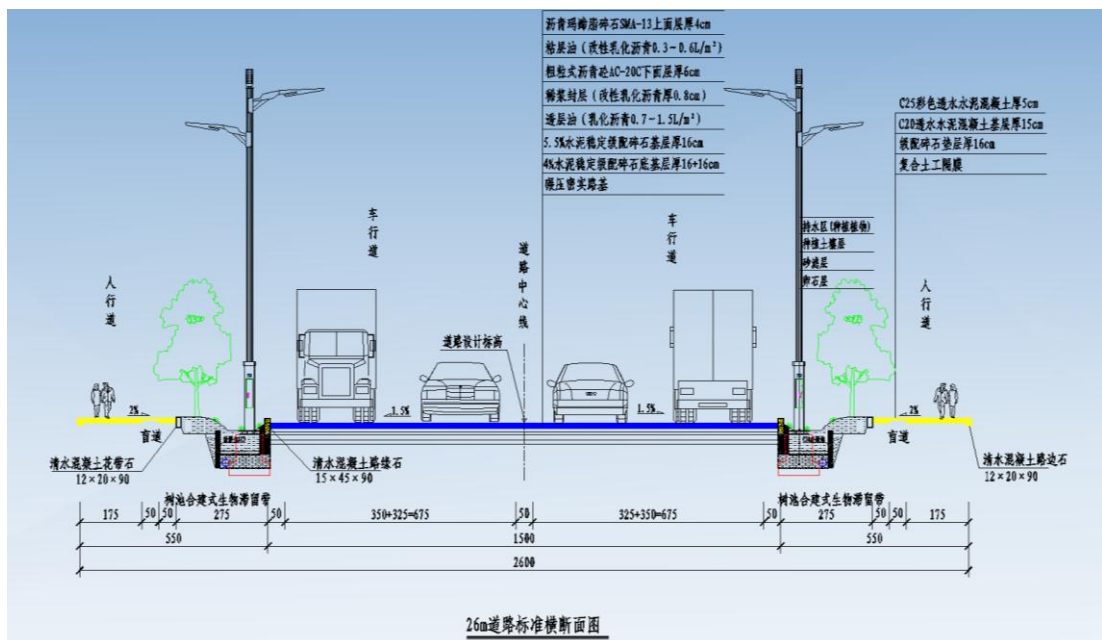 沥青玛蹄脂碎石SMA-13上面层厚4cm
粘层油（改性乳化沥青0.3-0.6L/m²）
粗粒式沥青砼AC-20C下面层厚6cm
稀浆封层（改性乳化沥青厚0.8cm）
透层油（乳化沥青0.7-1.5L/m²）
5.5%水泥稳定级配碎石基层厚16cm
4%水泥稳定级配碎石底基层厚16+16cm
碾压密实路基
C25彩色透水水泥混凝土厚5cm
C20透水水泥混凝土基层厚15cm
级配碎石垫层厚16cm
复合土工隔膜
持水区(种植植物)
种植土壤层
砂滤层
卵石层
人行道
车行道
道路中心线
车行道
人行道
道路设计标高
2%
1.5%
1.5%
2%
盲道
盲道
清水混凝土花带石
12×20×90
清水混凝土路缘石
15×45×90
清水混凝土路边石
12×20×90
树池合建式生物滞留带
树池合建式生物滞留带
175 50 50 275 50 350+325=675 50 325+350=675 50 275 50 50 175
550 1500 550
2600
26m道路标准横断面图